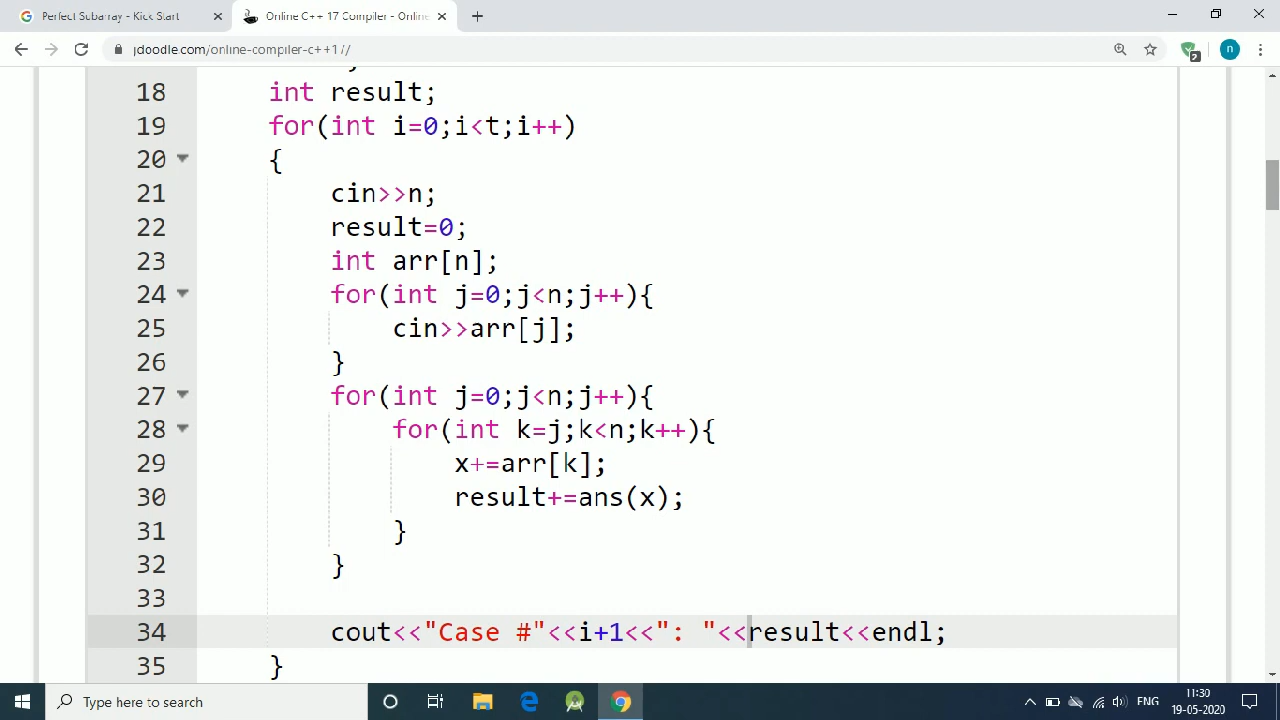 Perfect Subarray - Kick Start
Online C++ 17 Compiler - Online
jdoodle.com/online-compiler-c++17/
2
n
18 int result;
19 for(int i=0;i<t;i++)
20 {
21 cin>>n;
22 result=0;
23 int arr[n];
24 for(int j=0;j<n;j++){
25 cin>>arr[j];
26 }
27 for(int j=0;j<n;j++){
28 for(int k=j;k<n;k++){
29 x+=arr[k];
30 result+=ans(x);
31 }
32 }
33
34 cout<<"Case #"<<i+1<<": "<<result<<endl;
35 }
Type here to search
ENG
11:30
19-05-2020